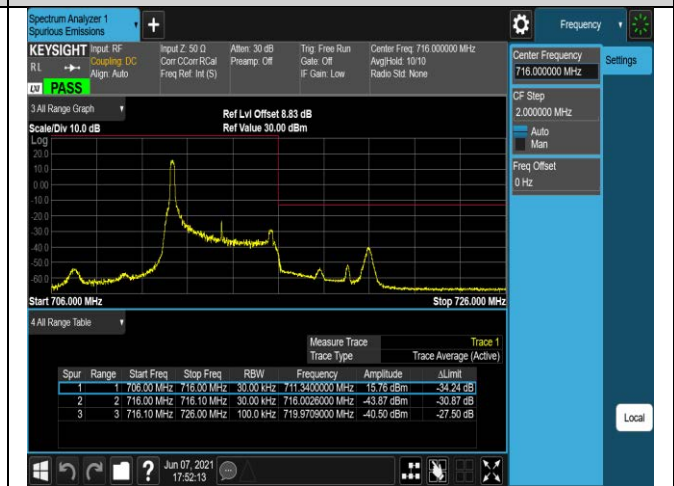 Spectrum Analyzer 1
Spurious Emissions
+
Frequency
KEYSIGHT Input: RF Input Z: 50 Ω Atten: 30 dB Trig: Free Run Center Freq: 716.000000 MHz
RL Coupling: DC Corr CCorr RCal Preamp: Off Gate: Off Avg|Hold: 10/10
Align: Auto Freq Ref: Int (S) IF Gain: Low Radio Std: None
LXI PASS
Center Frequency
716.000000 MHz
Settings
CF Step
2.000000 MHz
Auto
Man
Freq Offset
0 Hz
3 All Range Graph
Ref Lvl Offset 8.83 dB
Scale/Div 10.0 dB Ref Value 30.00 dBm
Log
20.0
10.0
0.00
-10.0
-20.0
-30.0
-40.0
-50.0
-60.0
Start 706.000 MHz Stop 726.000 MHz
4 All Range Table
Measure Trace Trace 1
Trace Type Trace Average (Active)
Spur Range Start Freq Stop Freq RBW Frequency Amplitude ΔLimit
1 1 706.00 MHz 716.00 MHz 30.00 kHz 711.3400000 MHz 15.76 dBm -34.24 dB
2 2 716.00 MHz 716.10 MHz 30.00 kHz 716.0026000 MHz -43.87 dBm -30.87 dB
3 3 716.10 MHz 726.00 MHz 100.0 kHz 719.9709000 MHz -40.50 dBm -27.50 dB
Local
? Jun 07, 2021
17:52:13